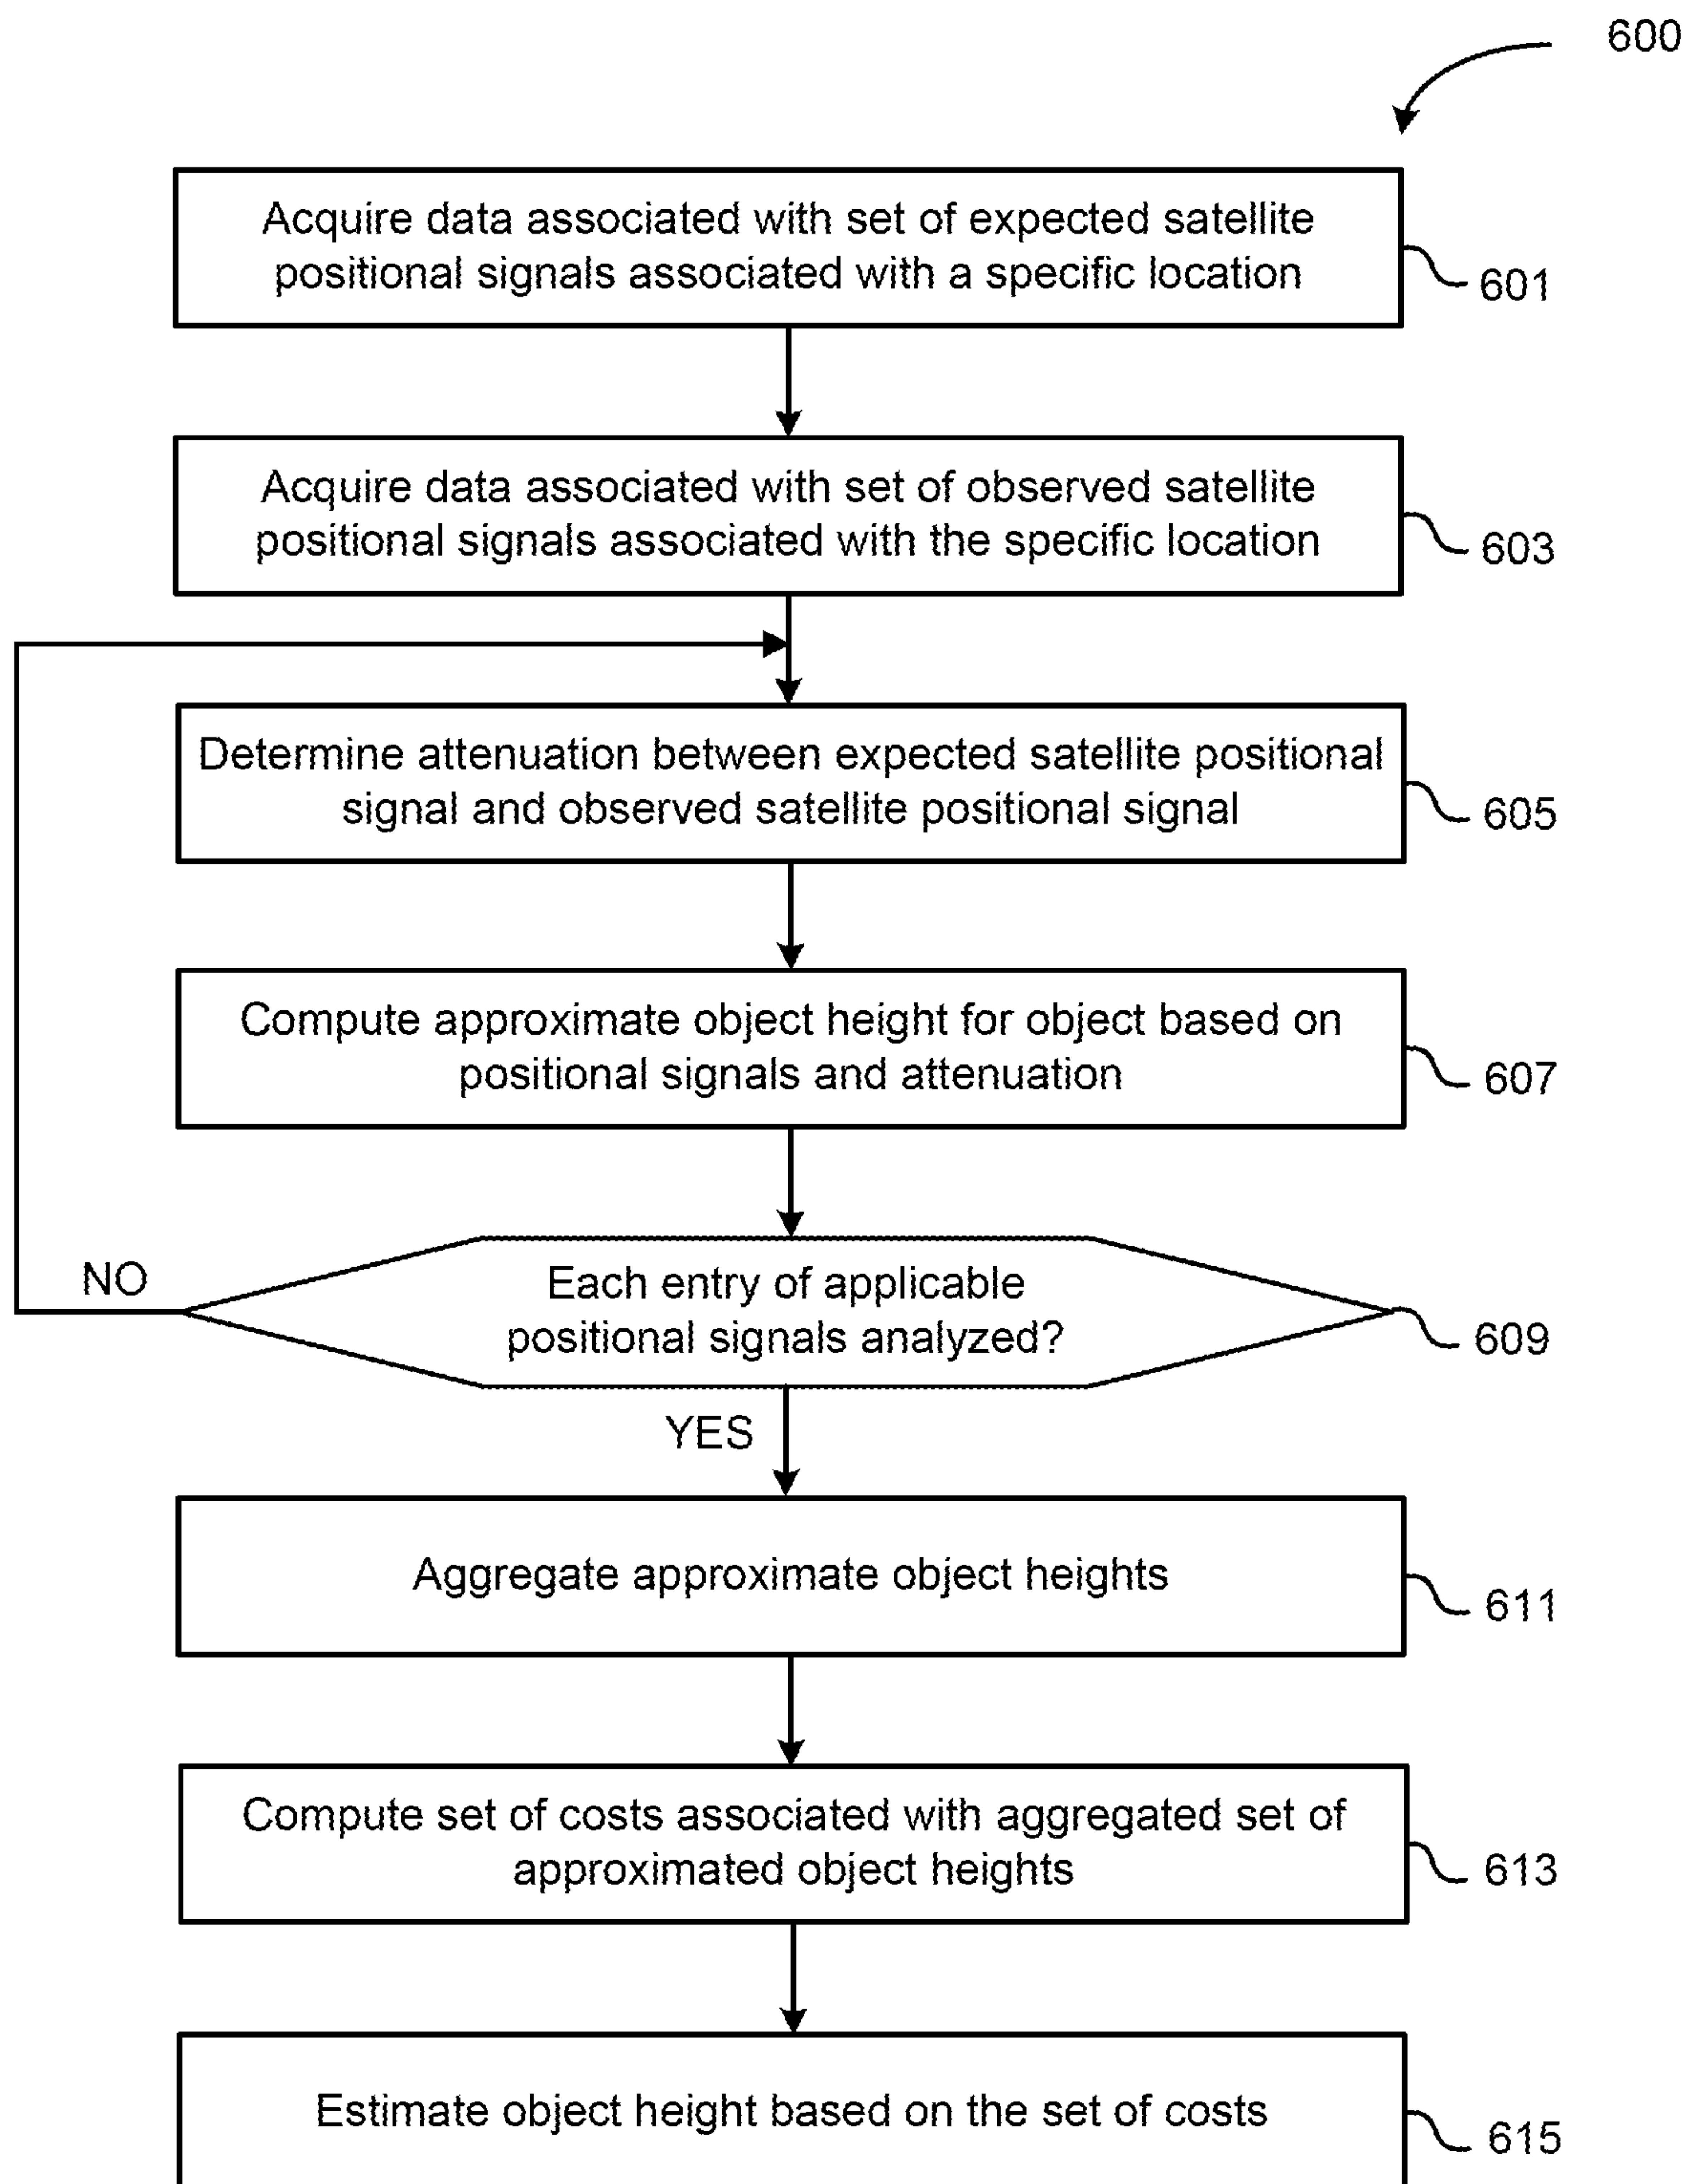 600
Acquire data associated with set of expected satellite
positional signals associated with a specific location
601
Acquire data associated with set of observed satellite
positional signals associated with the specific location
603
Determine attenuation between expected satellite positional
signal and observed satellite positional signal
605
Compute approximate object height for object based on
positional signals and attenuation
607
NO
Each entry of applicable
positional signals analyzed?
609
YES
Aggregate approximate object heights
611
Compute set of costs associated with aggregated set of
approximated object heights
613
Estimate object height based on the set of costs
615